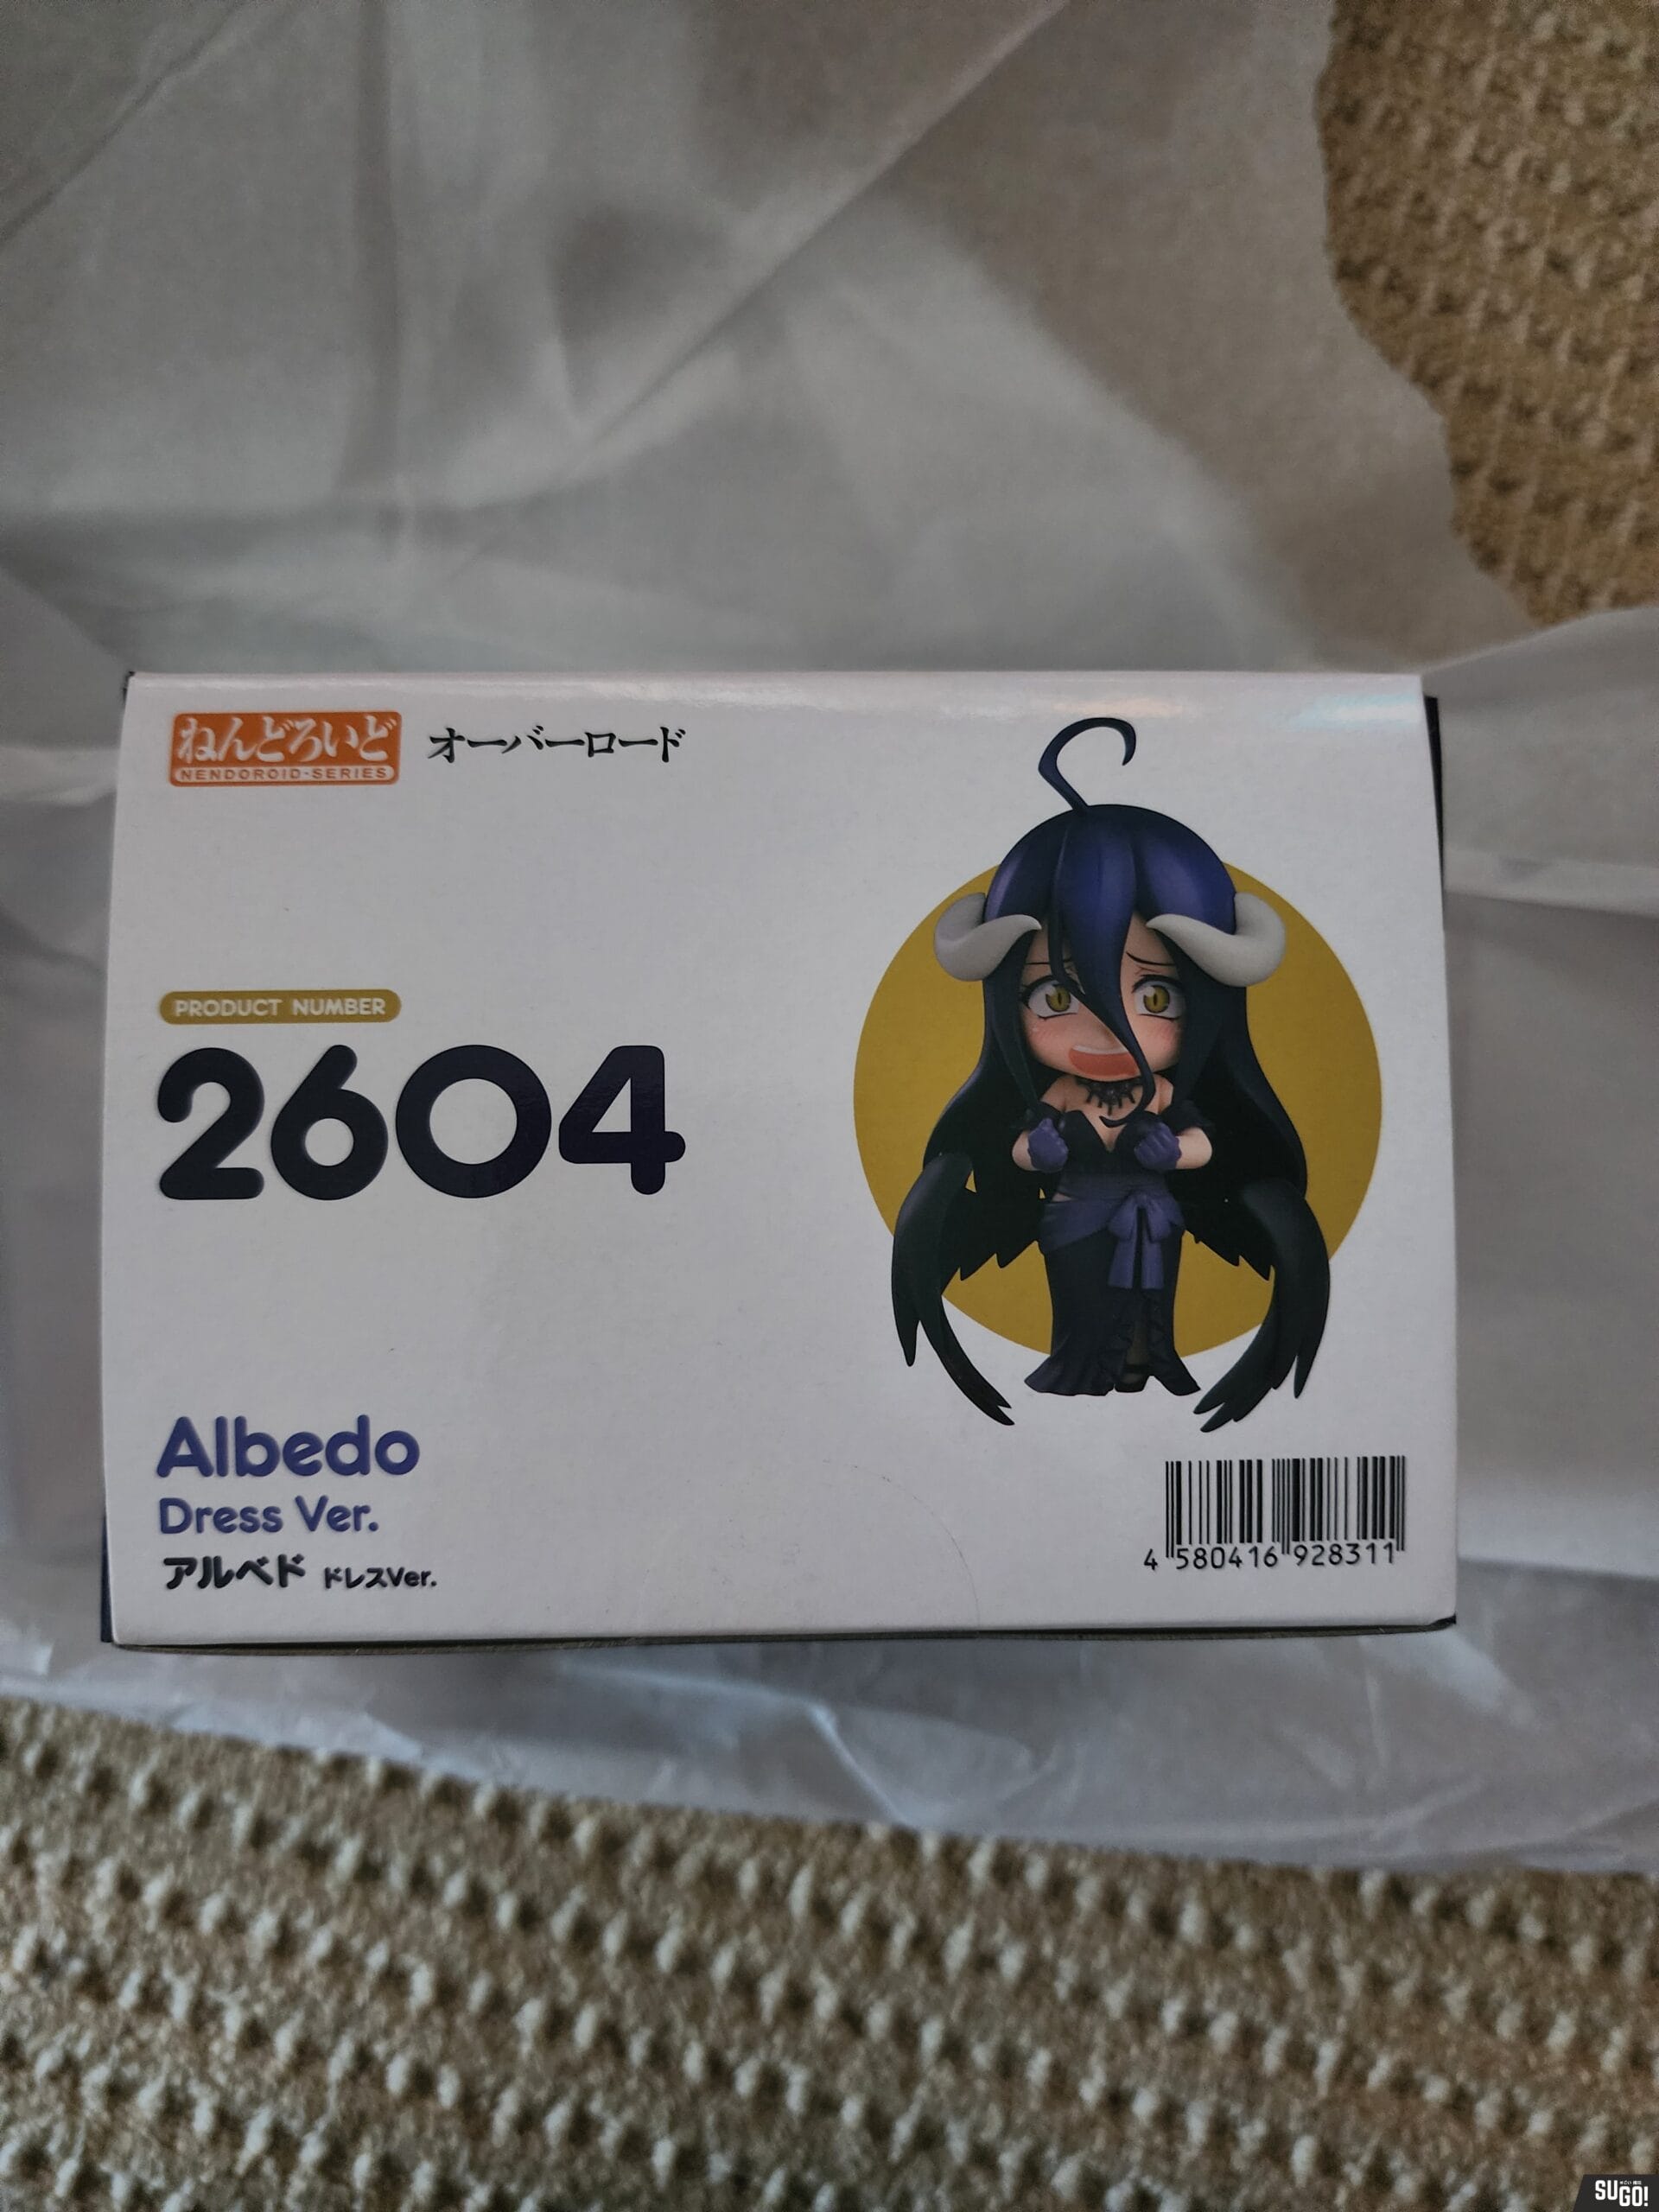 ねんどろいど
NENDOROID·SERIES
オーバーロード
PRODUCT NUMBER
2604
Albedo
Dress Ver.
アルベド ドレスVer.
4 580416 928311
SUGO!